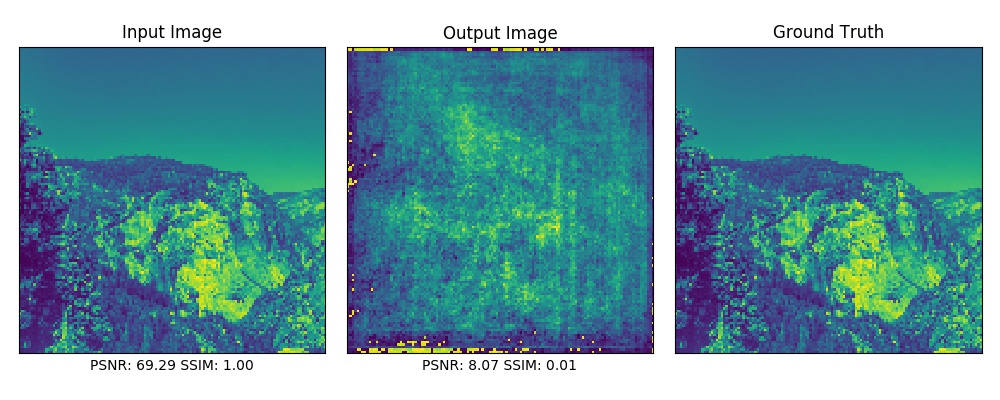 Input Image
Output Image
Ground Truth
PSNR: 69.29 SSIM: 1.00
PSNR: 8.07 SSIM: 0.01